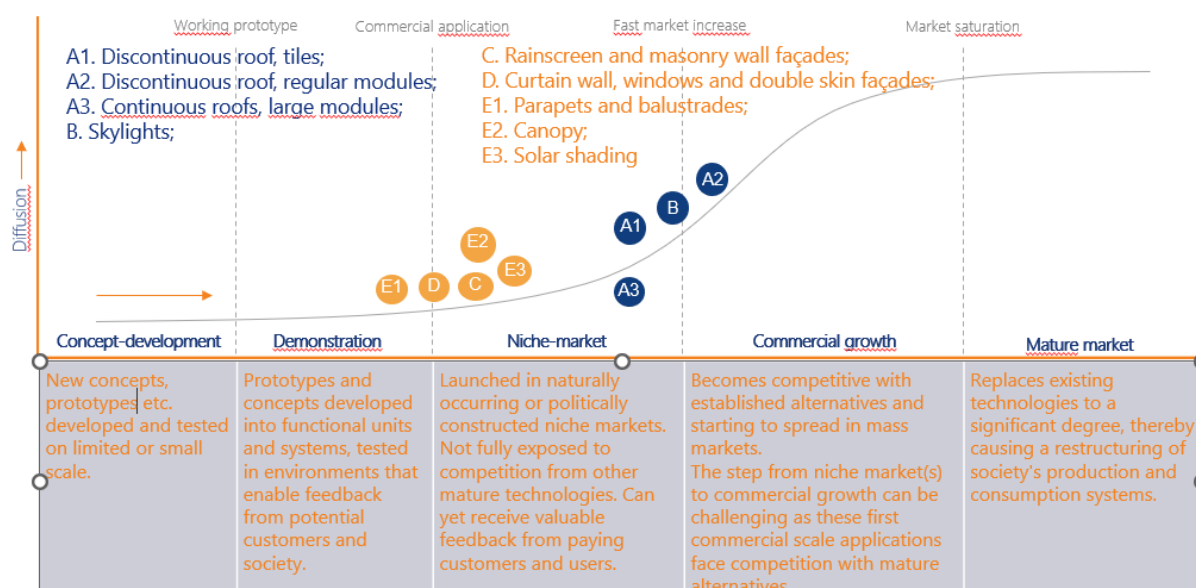 Working prototype
Commercial application
Fast market increase
Market saturation
A1. Discontinuous roof, tiles;
A2. Discontinuous roof, regular modules;
A3. Continuous roofs, large modules;
B. Skylights;
C. Rainscreen and masonry wall façades;
D. Curtain wall, windows and double skin façades;
E1. Parapets and balustrades;
E2. Canopy;
E3. Solar shading
Diffusion
A2
B
A1
E2
E3
E1
D
C
A3
Concept-development
Demonstration
Niche-market
Commercial growth
Mature market
New concepts,
prototypes etc.
developed and tested
on limited or small
scale.
Prototypes and
concepts developed
into functional units
and systems, tested
in environments that
enable feedback
from potential
customers and
society.
Launched in naturally
occurring or politically
constructed niche markets.
Not fully exposed to
competition from other
mature technologies. Can
yet receive valuable
feedback from paying
customers and users.
Becomes competitive with
established alternatives and
starting to spread in mass
markets.
The step from niche market(s)
to commercial growth can be
challenging as these first
commercial scale applications
face competition with mature
alternatives
Replaces existing
technologies to a
significant degree, thereby
causing a restructuring of
society's production and
consumption systems.